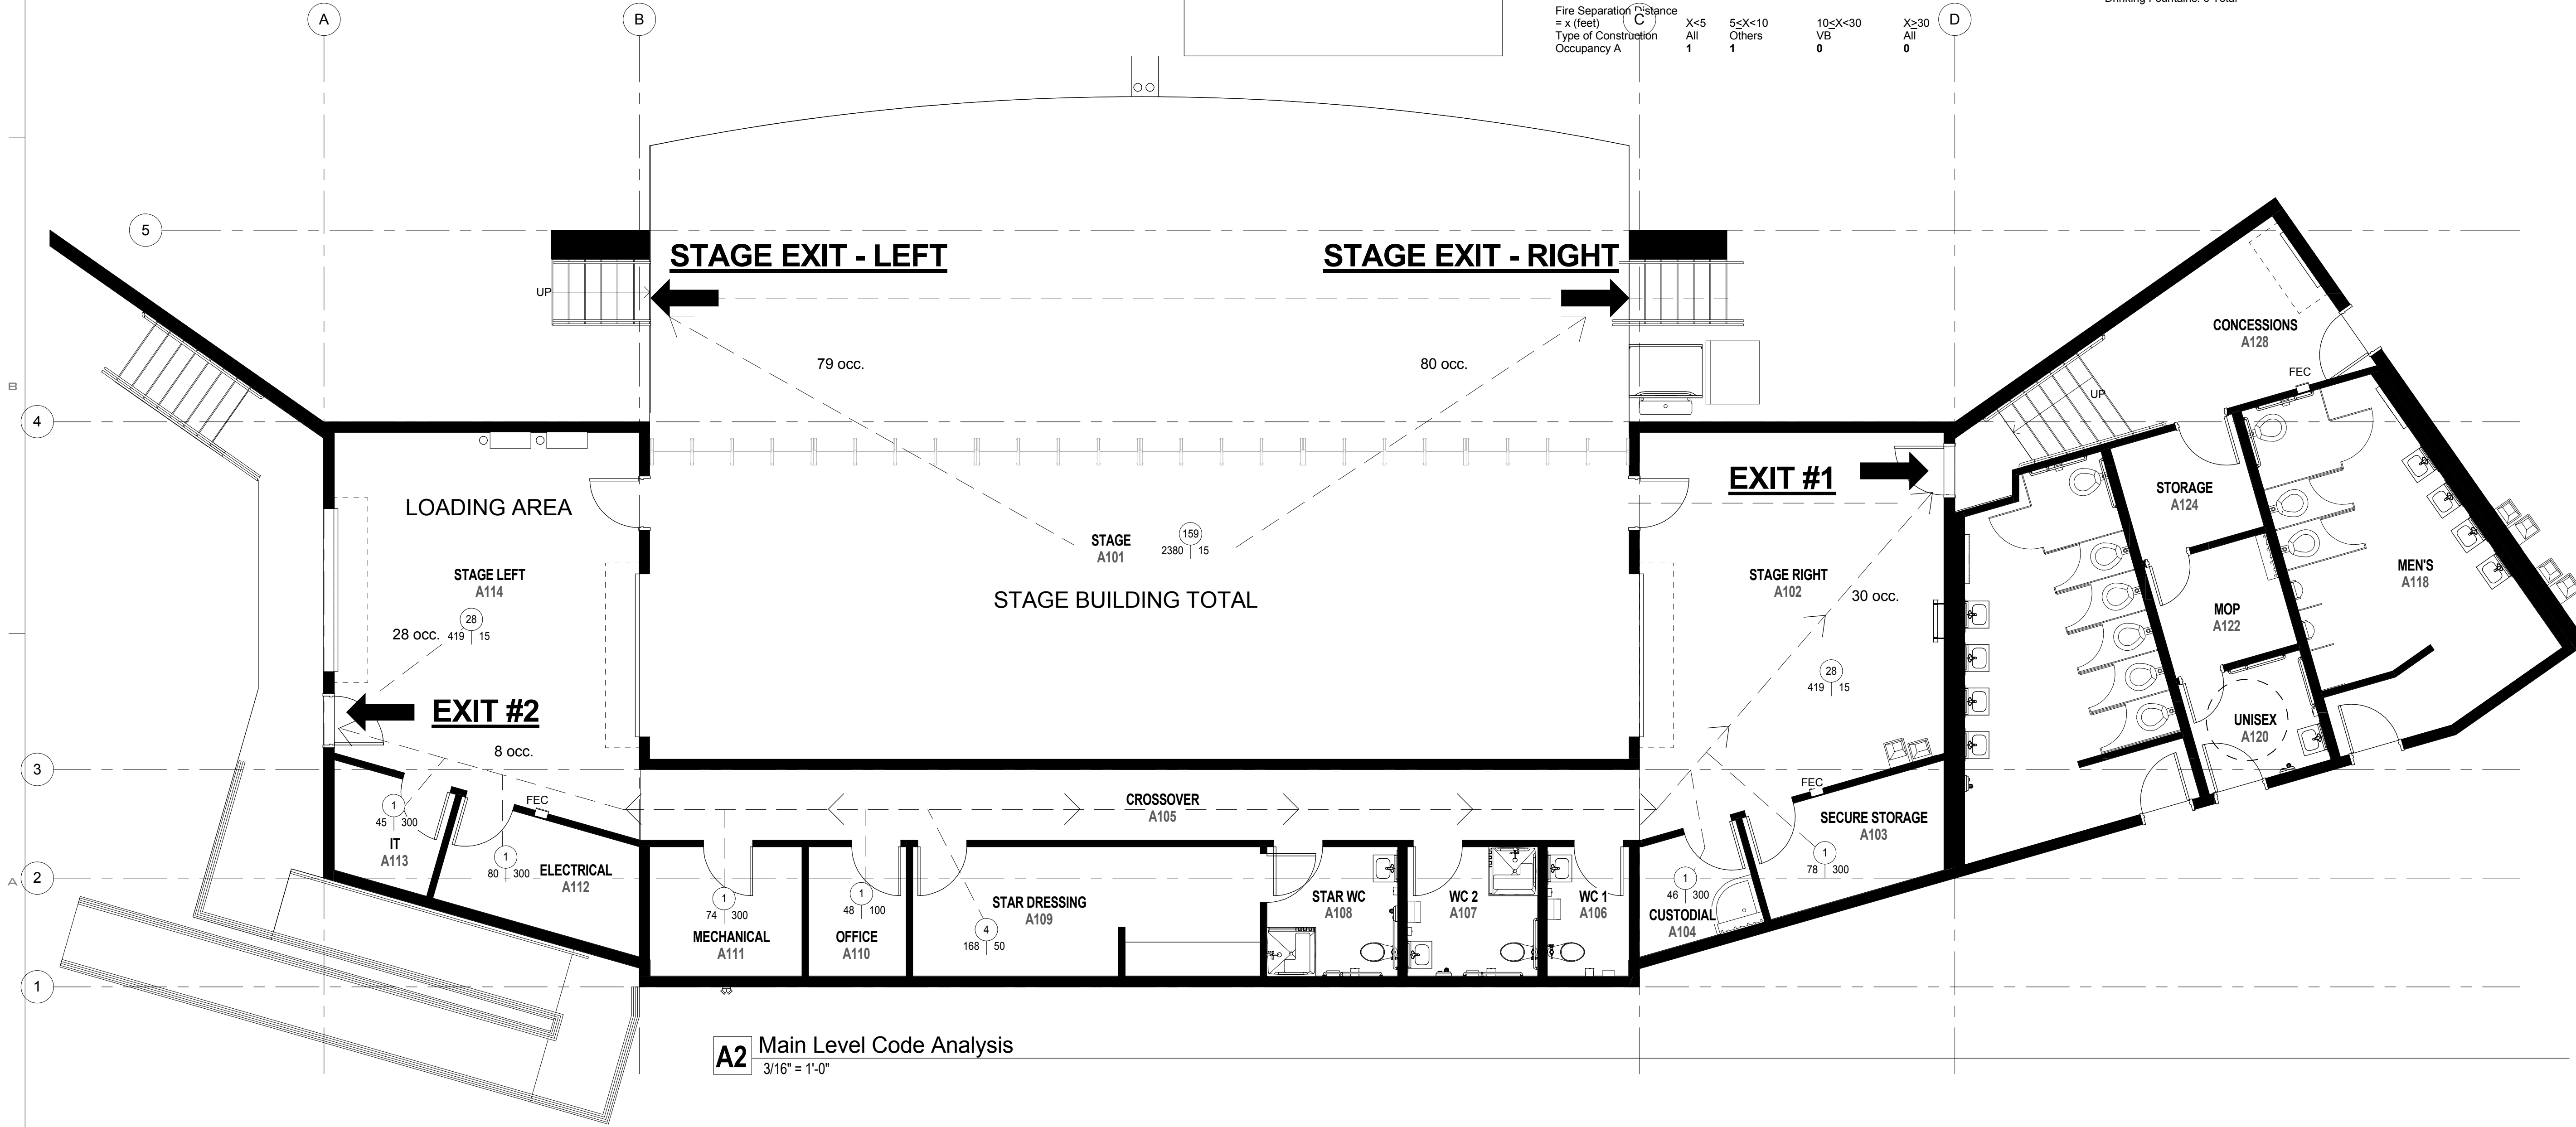 Fire Separation Distance
= x (feet) X<5 5<X<10 10<X<30 X>30
Type of Construction All Others VB All
Occupancy A 1 1 0 0
A
B
C
D
5
4
3
2
1
B
A
STAGE EXIT - LEFT
STAGE EXIT - RIGHT
UP
79 occ.
80 occ.
CONCESSIONS
A128
FEC
UP
EXIT #1
LOADING AREA
STORAGE
A124
STAGE
A101
159
2380 15
STAGE BUILDING TOTAL
STAGE LEFT
A114
28
419 15
28 occ.
STAGE RIGHT
A102
30 occ.
28
419 15
MEN'S
A118
MOP
A122
UNISEX
A120
EXIT #2
8 occ.
FEC
FEC
CROSSOVER
A105
SECURE STORAGE
A103
1
45 300
IT
A113
1
80 300
ELECTRICAL
A112
1
74 300
MECHANICAL
A111
1
48 100
OFFICE
A110
STAR DRESSING
A109
4
168 50
STAR WC
A108
WC 2
A107
WC 1
A106
1
46 300
CUSTODIAL
A104
1
78 300
A2 Main Level Code Analysis
3/16" = 1'-0"